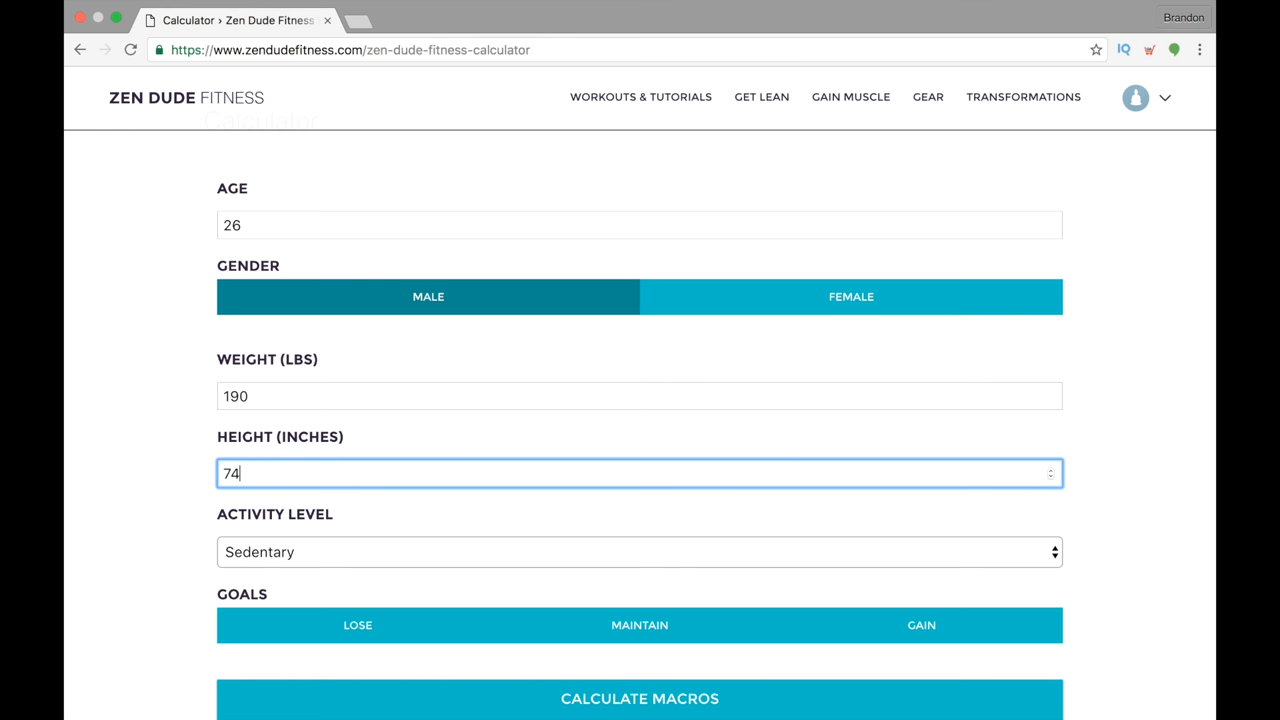 Calculator › Zen Dude Fitness
Brandon
https://www.zendudefitness.com/zen-dude-fitness-calculator
IQ
ZEN DUDE FITNESS
WORKOUTS & TUTORIALS GET LEAN GAIN MUSCLE GEAR TRANSFORMATIONS
Calculator
AGE
26
GENDER
MALE FEMALE
WEIGHT (LBS)
190
HEIGHT (INCHES)
74
ACTIVITY LEVEL
Sedentary
GOALS
LOSE MAINTAIN GAIN
CALCULATE MACROS